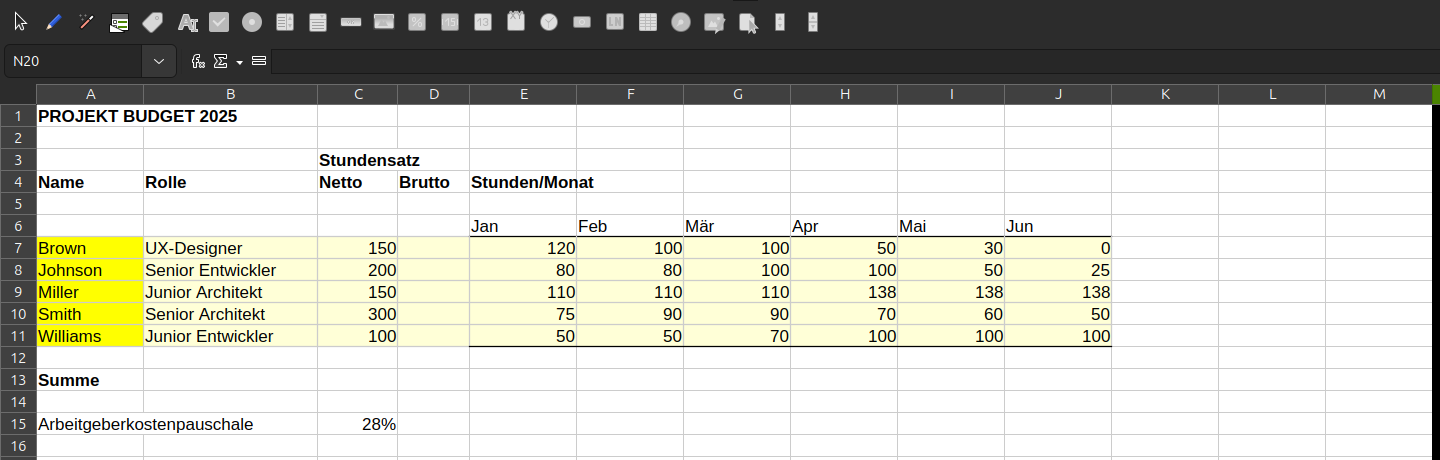 N20
A B C D E F G H I J K L M
1 PROJEKT BUDGET 2025
2
3 Stundensatz
4 Name Rolle Netto Brutto Stunden/Monat
5
6 Jan Feb Mär Apr Mai Jun
7 Brown UX-Designer 150 120 100 100 50 30 0
8 Johnson Senior Entwickler 200 80 80 100 100 50 25
9 Miller Junior Architekt 150 110 110 110 138 138 138
10 Smith Senior Architekt 300 75 90 90 70 60 50
11 Williams Junior Entwickler 100 50 50 70 100 100 100
12
13 Summe
14
15 Arbeitgeberkostenpauschale 28%
16